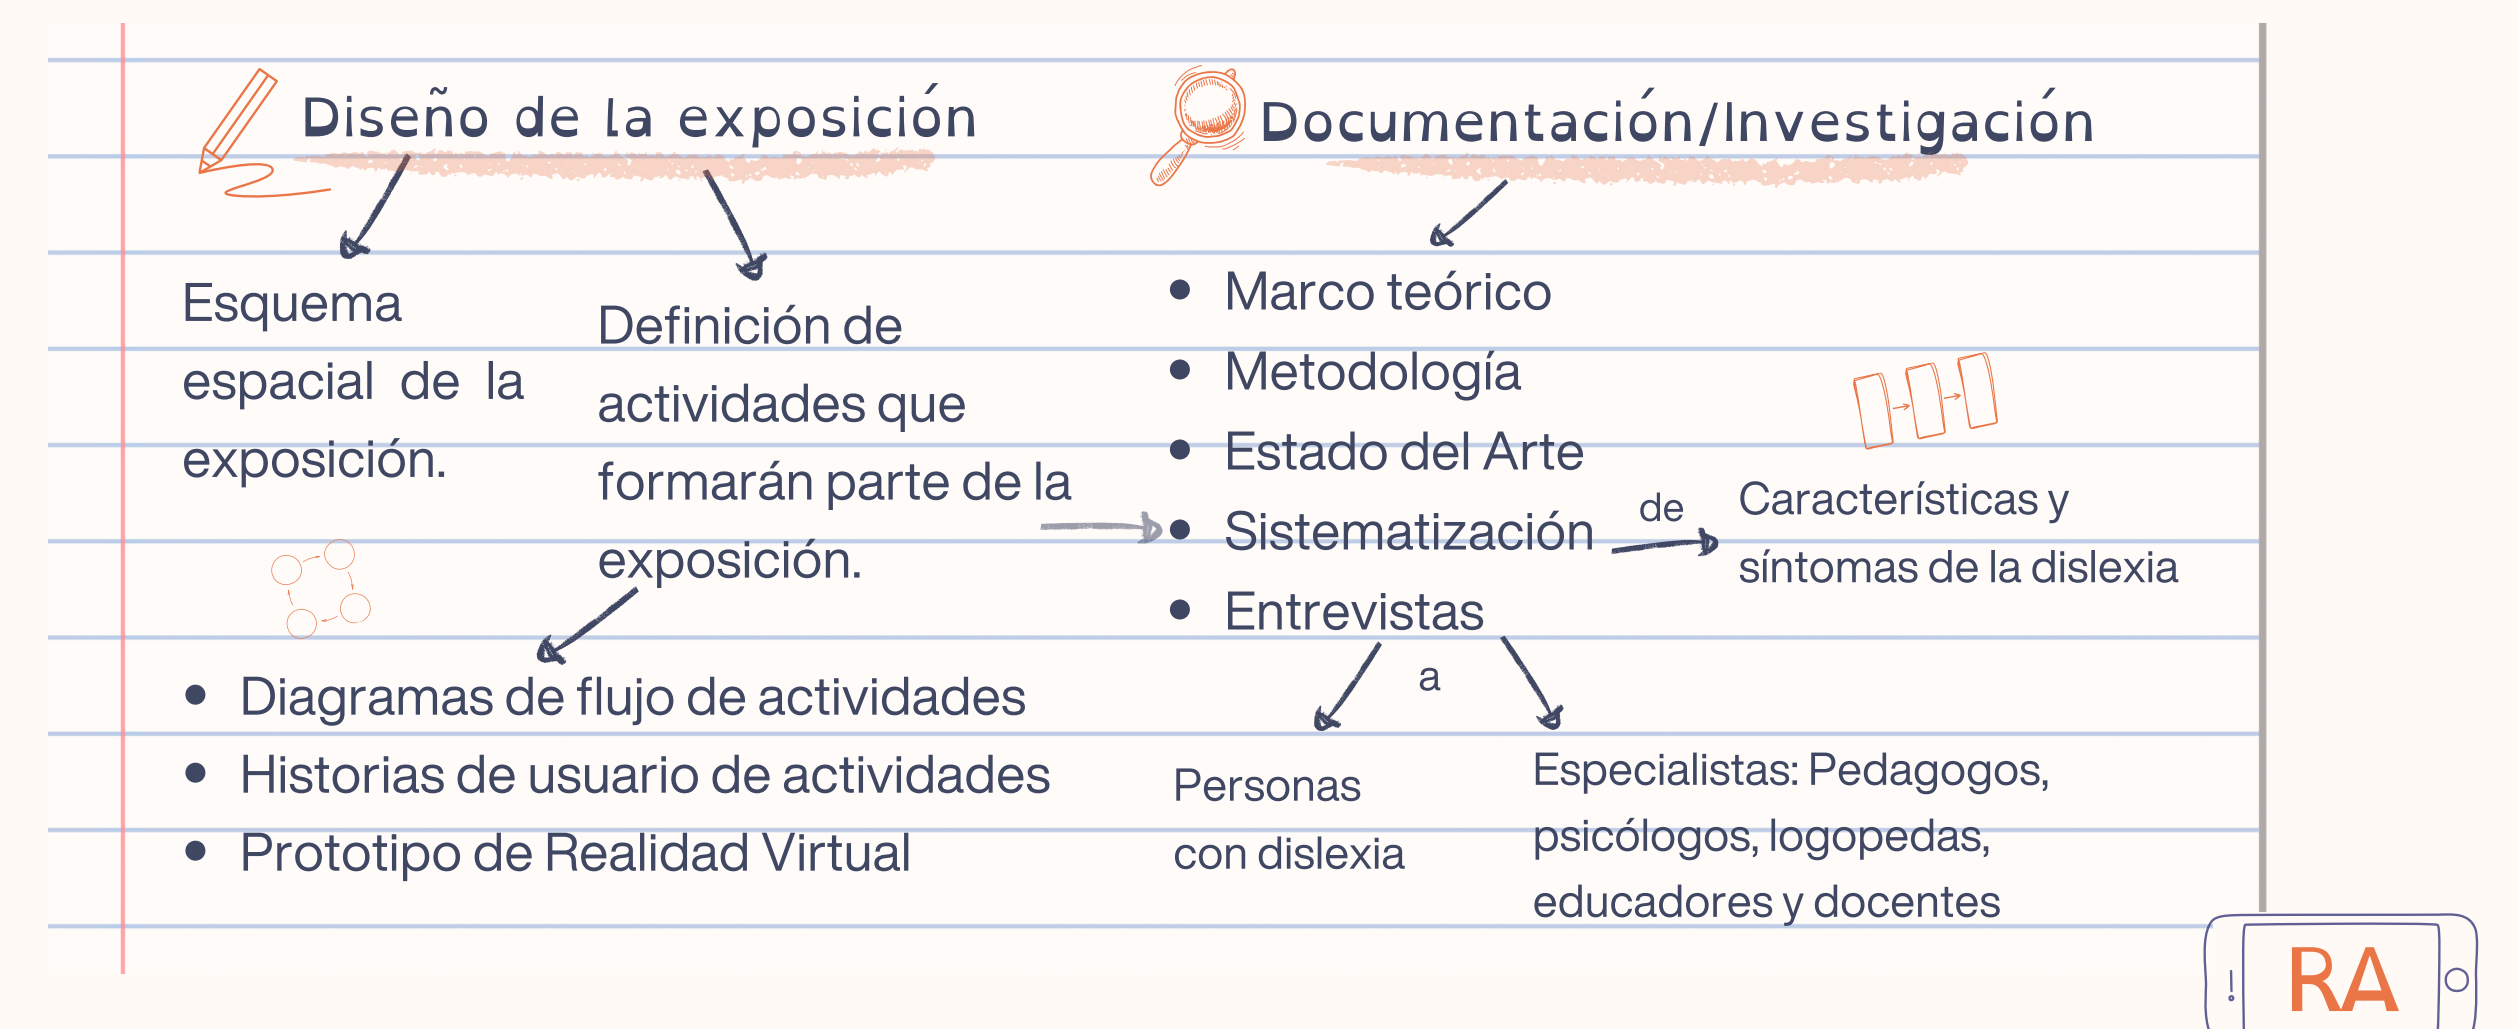 Diseño de la exposición
Esquema
espacial de la
exposición.
Definición de
actividades que
formarán parte de la
exposición.
• Diagramas de flujo de actividades
• Historias de usuario de actividades
• Prototipo de Realidad Virtual
Documentación/Investigación
• Marco teórico
• Metodología
• Estado del Arte
• Sistematización
de
Características y
síntomas de la dislexia
• Entrevistas
a
Personas
con dislexia
Especialistas: Pedagogos,
psicólogos, logopedas,
educadores y docentes
RA